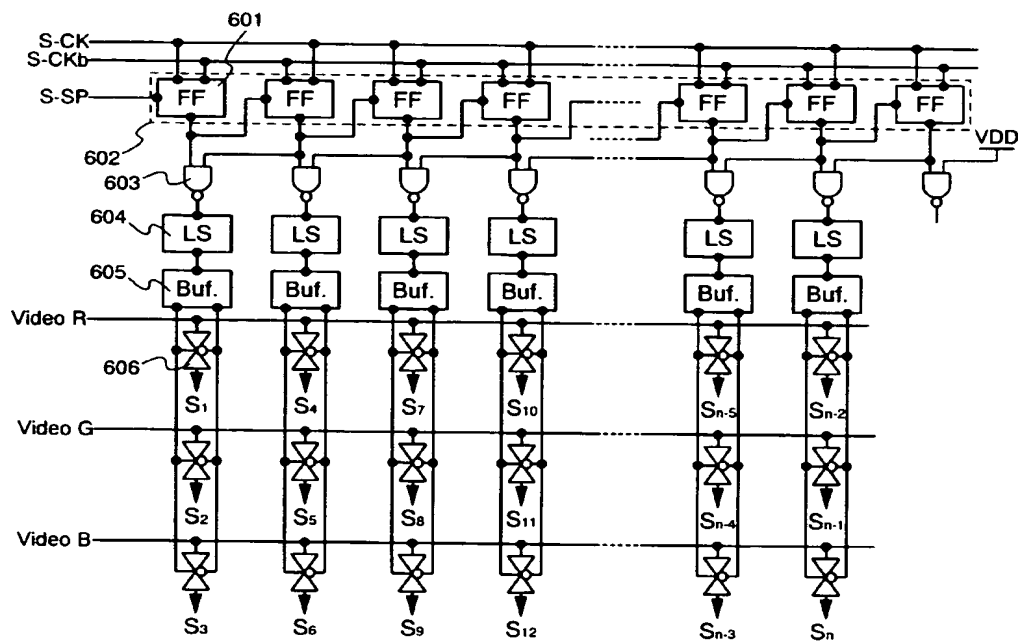 601
S-CK
S-CKb
S-SP
FF FF FF FF FF FF FF
602
VDD
603
604
LS LS LS LS LS LS
605
Buf. Buf. Buf. Buf. Buf. Buf.
Video R
606
S1 S4 S7 S10 Sn-5 Sn-2
Video G
S2 S5 S8 S11 Sn-4 Sn-1
Video B
S3 S6 S9 S12 Sn-3 Sn